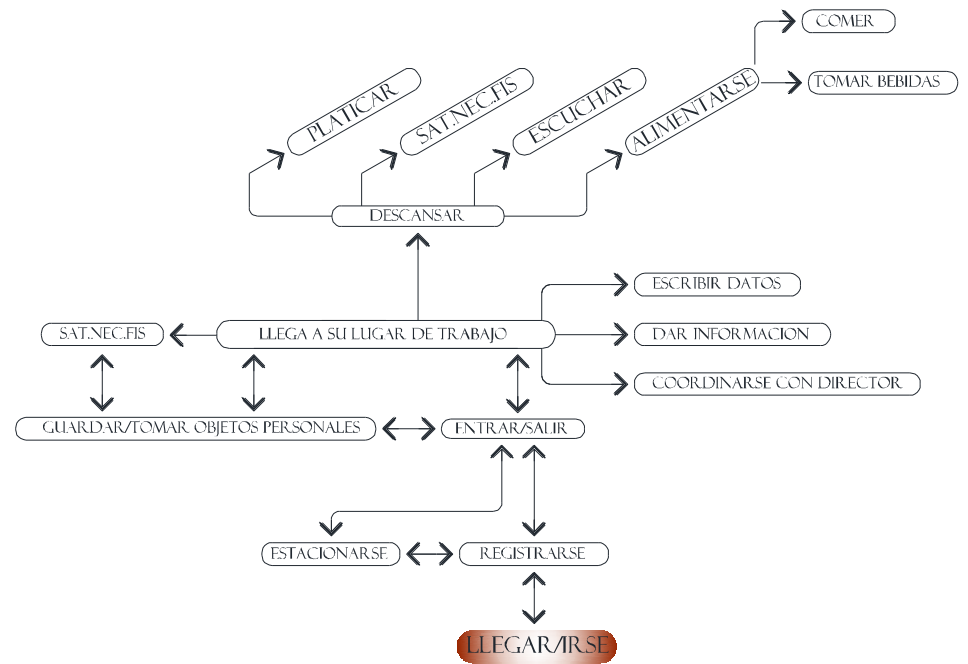 COMER
TOMAR BEBIDAS
PLATICAR
SAT.NEC.FIS
ESCUCHAR
ALIMENTARSE
DESCANSAR
ESCRIBIR DATOS
SAT.NEC.FIS
LLEGA A SU LUGAR DE TRABAJO
DAR INFORMACION
COORDINARSE CON DIRECTOR
GUARDAR/TOMAR OBJETOS PERSONALES
ENTRAR/SALIR
ESTACIONARSE
REGISTRARSE
LLEGAR/IRSE